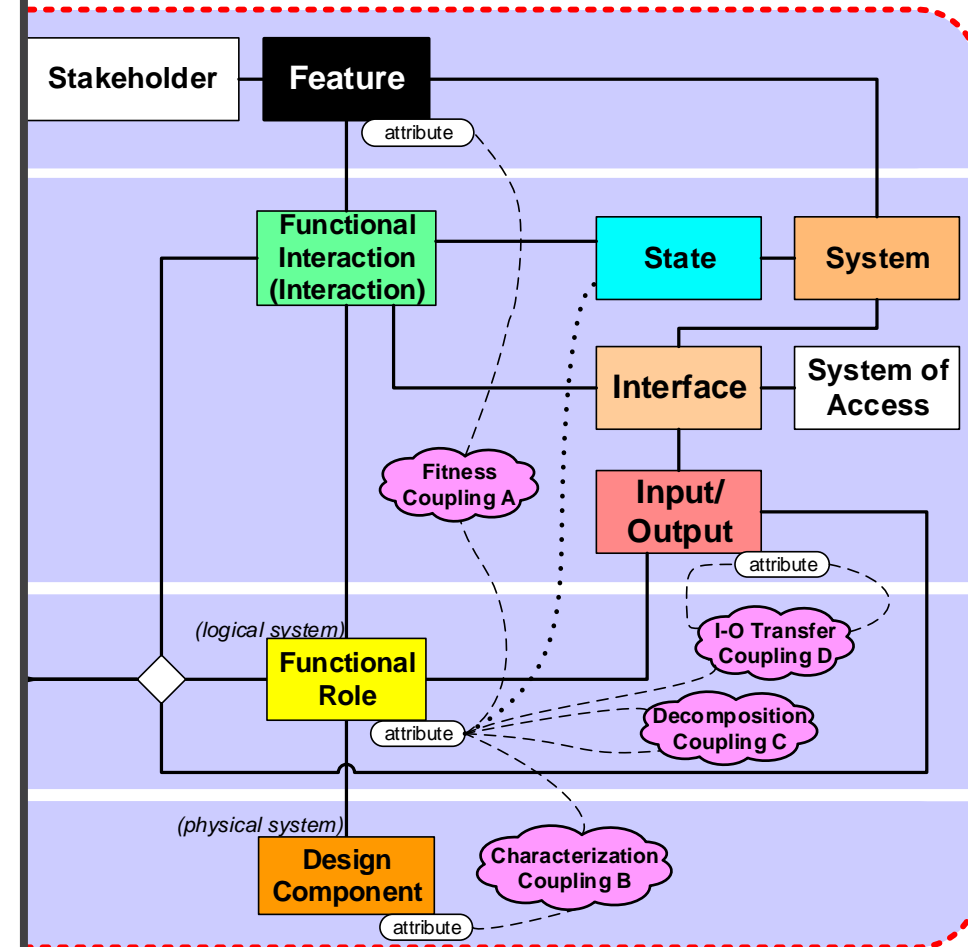 Stakeholder
Feature
attribute
Functional
Interaction
(Interaction)
State
System
Interface
System of
Access
Fitness
Coupling A
Input/
Output
attribute
(logical system)
Functional
Role
attribute
I-O Transfer
Coupling D
Decomposition
Coupling C
(physical system)
Design
Component
attribute
Characterization
Coupling B